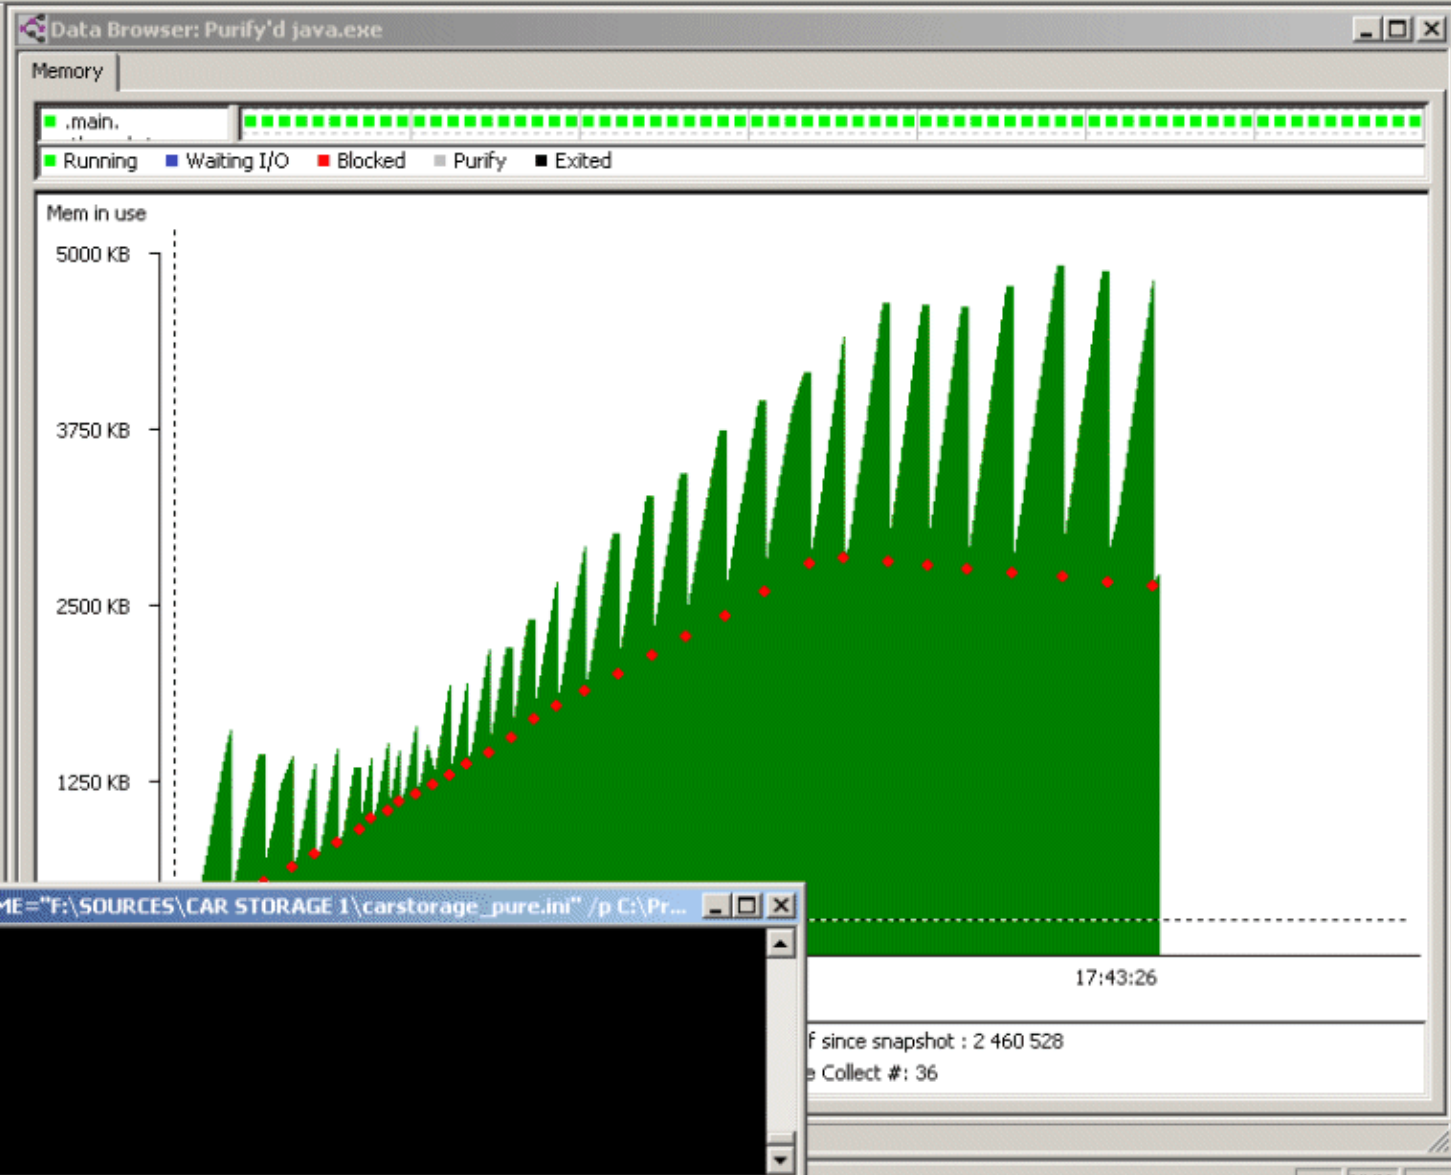 Data Browser: Purify'd java.exe
Memory
.main.
Running Waiting I/O Blocked Purify Exited
Mem in use
5000 KB
3750 KB
2500 KB
1250 KB
ME="F:\SOURCES\CAR STORAGE 1\carstorage_pure.ini" /p C:\Pr...
17:43:26
f since snapshot : 2 460 528
e Collect #: 36